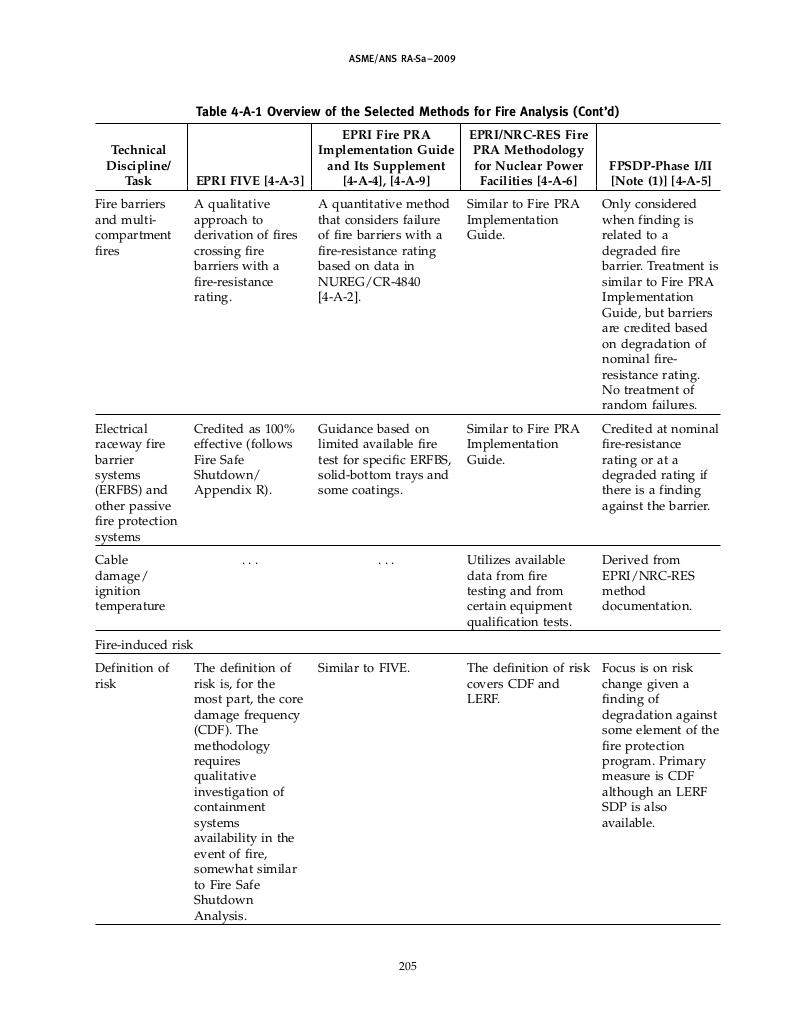 ASME/ANS RA-Sa–2009
Table 4-A-1 Overview of the Selected Methods for Fire Analysis (Cont’d)
Technical
Discipline/
Task
EPRI FIVE [4-A-3]
EPRI Fire PRA
Implementation Guide
and Its Supplement
[4-A-4], [4-A-9]
EPRI/NRC-RES Fire
PRA Methodology
for Nuclear Power
Facilities [4-A-6]
FPSDP-Phase I/II
[Note (1)] [4-A-5]
Fire barriers
and multi-
compartment
fires
A qualitative
approach to
derivation of fires
crossing fire
barriers with a
fire-resistance
rating.
A quantitative method
that considers failure
of fire barriers with a
fire-resistance rating
based on data in
NUREG/CR-4840
[4-A-2].
Similar to Fire PRA
Implementation
Guide.
Only considered
when finding is
related to a
degraded fire
barrier. Treatment is
similar to Fire PRA
Implementation
Guide, but barriers
are credited based
on degradation of
nominal fire-
resistance rating.
No treatment of
random failures.
Electrical
raceway fire
barrier
systems
(ERFBS) and
other passive
fire protection
systems
Credited as 100%
effective (follows
Fire Safe
Shutdown/
Appendix R).
Guidance based on
limited available fire
test for specific ERFBS,
solid-bottom trays and
some coatings.
Similar to Fire PRA
Implementation
Guide.
Credited at nominal
fire-resistance
rating or at a
degraded rating if
there is a finding
against the barrier.
Cable
damage/
ignition
temperature
. . .
. . .
Utilizes available
data from fire
testing and from
certain equipment
qualification tests.
Derived from
EPRI/NRC-RES
method
documentation.
Fire-induced risk
Definition of
risk
The definition of
risk is, for the
most part, the core
damage frequency
(CDF). The
methodology
requires
qualitative
investigation of
containment
systems
availability in the
event of fire,
somewhat similar
to Fire Safe
Shutdown
Analysis.
Similar to FIVE.
The definition of risk
covers CDF and
LERF.
Focus is on risk
change given a
finding of
degradation against
some element of the
fire protection
program. Primary
measure is CDF
although an LERF
SDP is also
available.
205